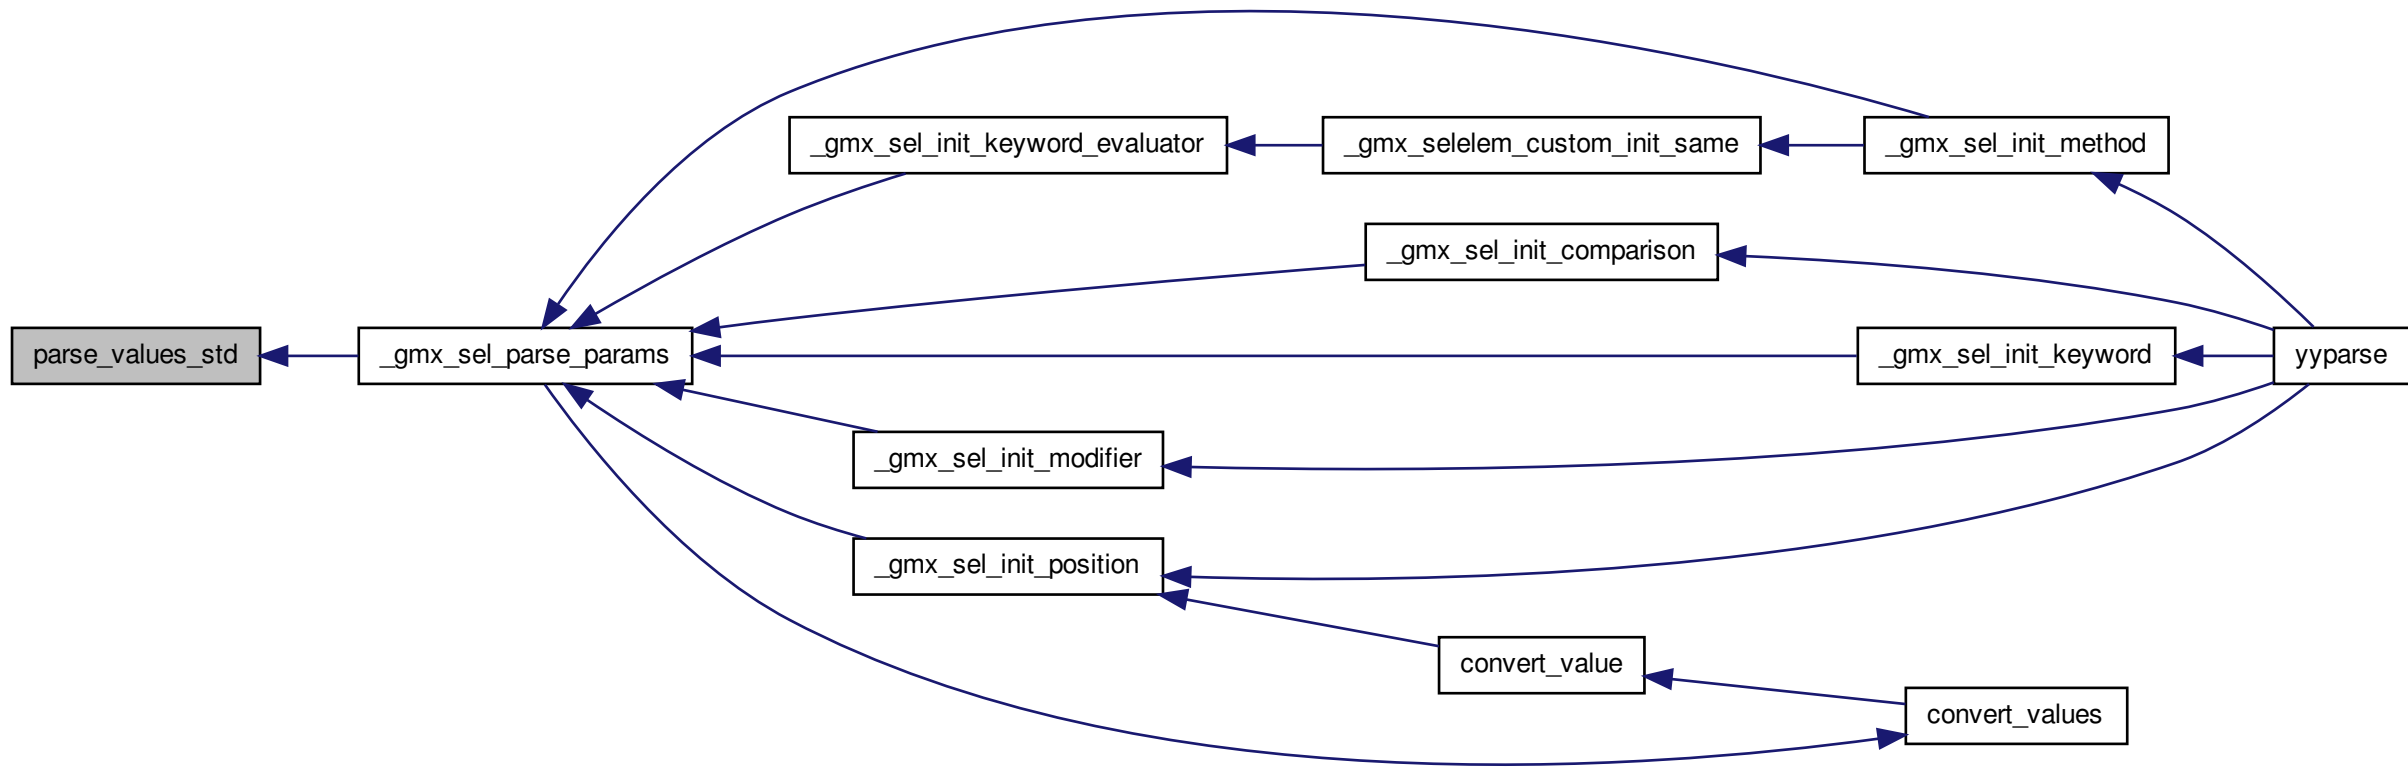 _gmx_sel_init_keyword_evaluator
_gmx_selelem_custom_init_same
_gmx_sel_init_method
_gmx_sel_init_comparison
parse_values_std
_gmx_sel_parse_params
_gmx_sel_init_keyword
yyparse
_gmx_sel_init_modifier
_gmx_sel_init_position
convert_value
convert_values